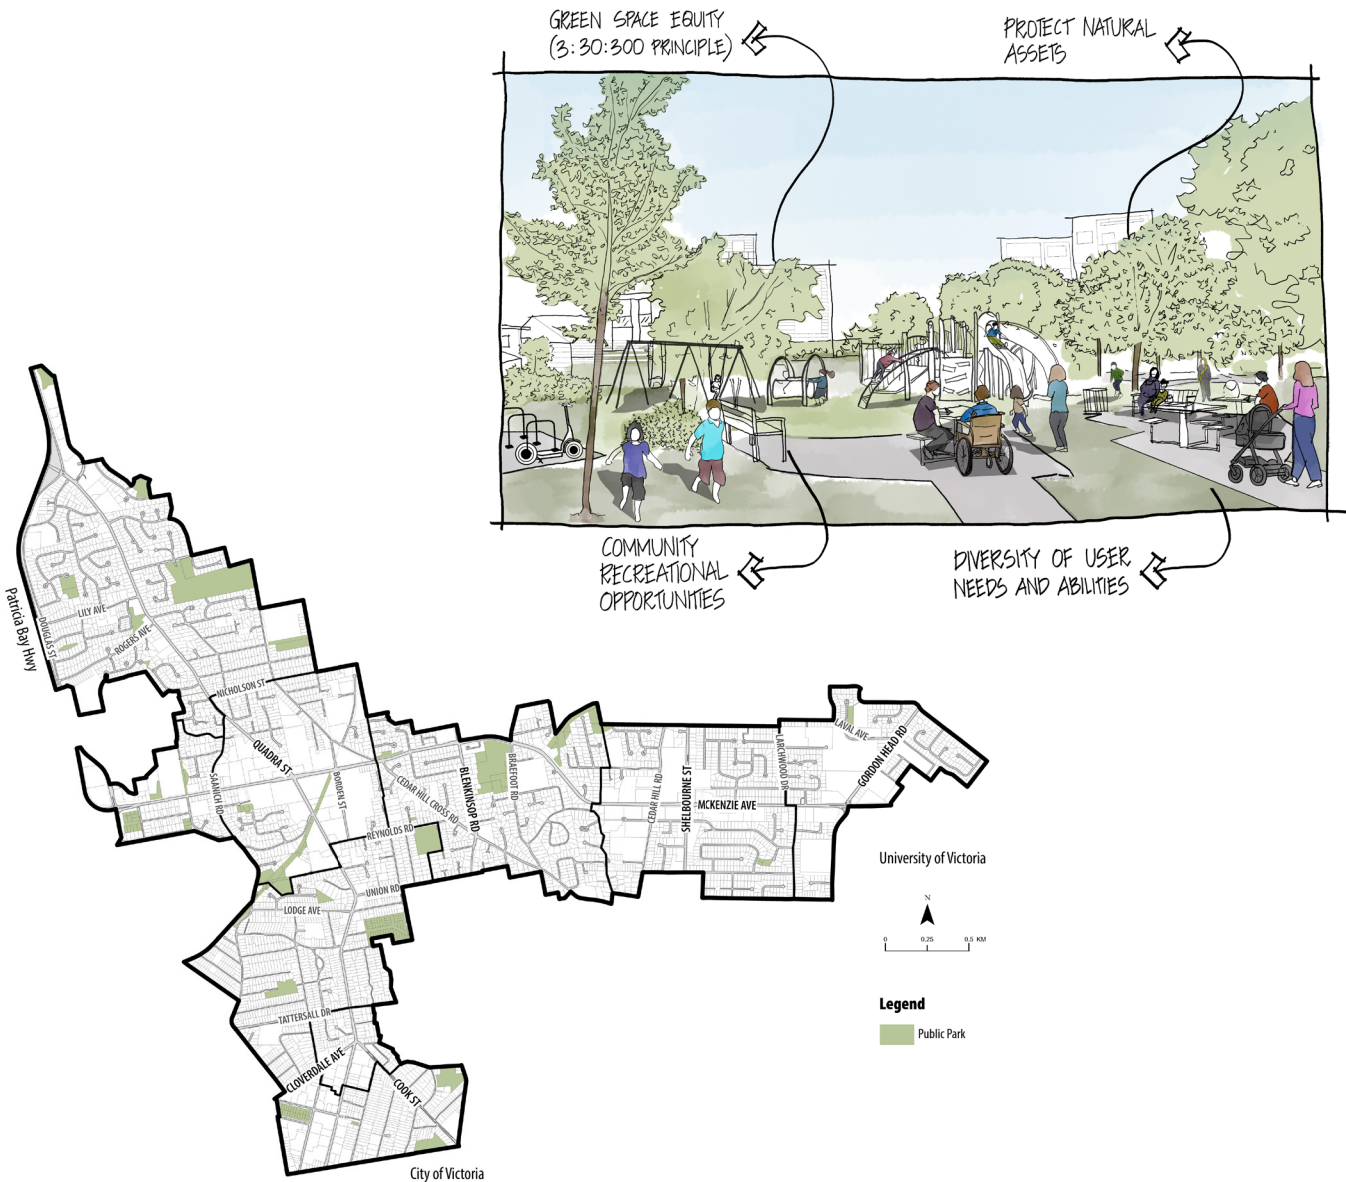 GREEN SPACE EQUITY
(3:30:300 PRINCIPLE)
PROTECT NATURAL
ASSETS
COMMUNITY
RECREATIONAL
OPPORTUNITIES
DIVERSITY OF USER
NEEDS AND ABILITIES
Patricia Bay Hwy
DOUGLAS ST
LILY AVE
ROGERS AVE
NICHOLSON ST
QUADRA ST
SAANICH RD
BORDEN ST
CEDAR HILL CROSS RD
BLENKINSOP RD
BRAEFOOT RD
REYNOLDS RD
UNION RD
LODGE AVE
TATTERSALL DR
CLOVERDALE AVE
COOK ST
CEDAR HILL RD
SHELBOURNE ST
MCKENZIE AVE
LARCHWOOD DR
LAVAL AVE
GORDON HEAD RD
University of Victoria
N
0 0.25 0.5 KM
Legend
Public Park
City of Victoria